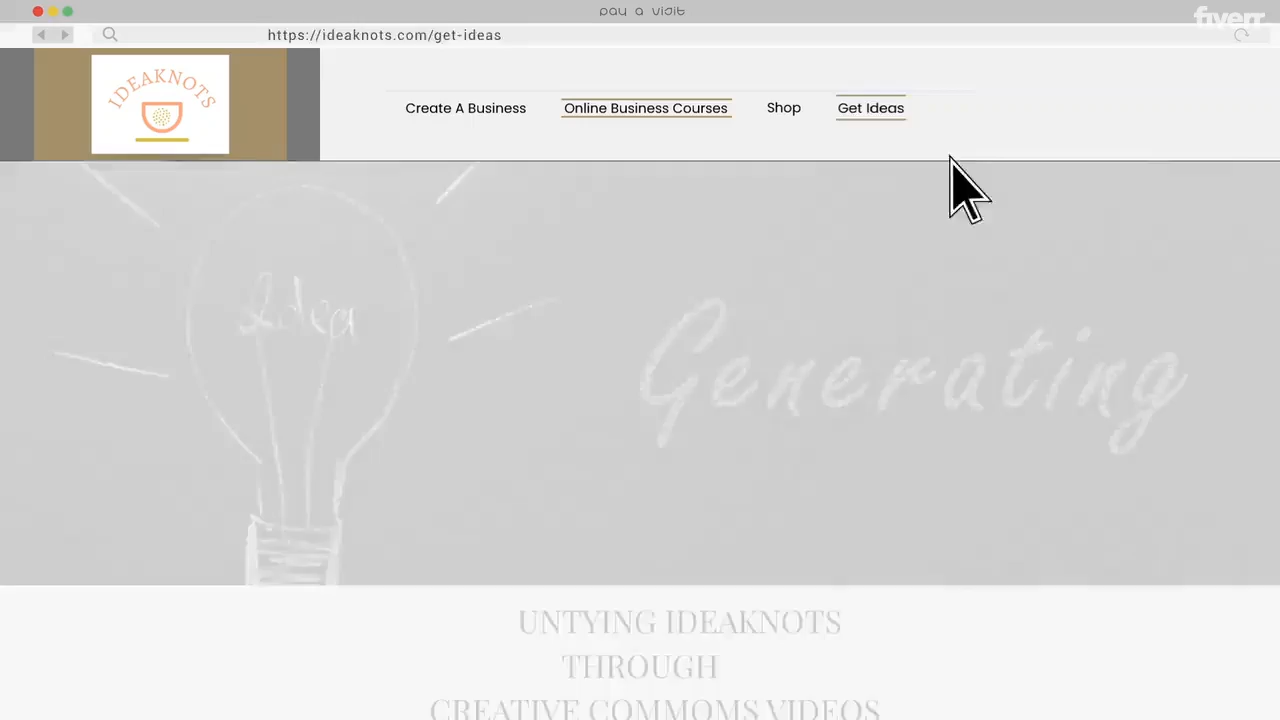 pay a visit
fiverr.
https://ideaknots.com/get-ideas
IDEAKNOTS
Create A Business
Online Business Courses
Shop
Get Ideas
Idea
Generating
UNTYING IDEAKNOTS
THROUGH
CREATIVE COMMOMS VIDEOS